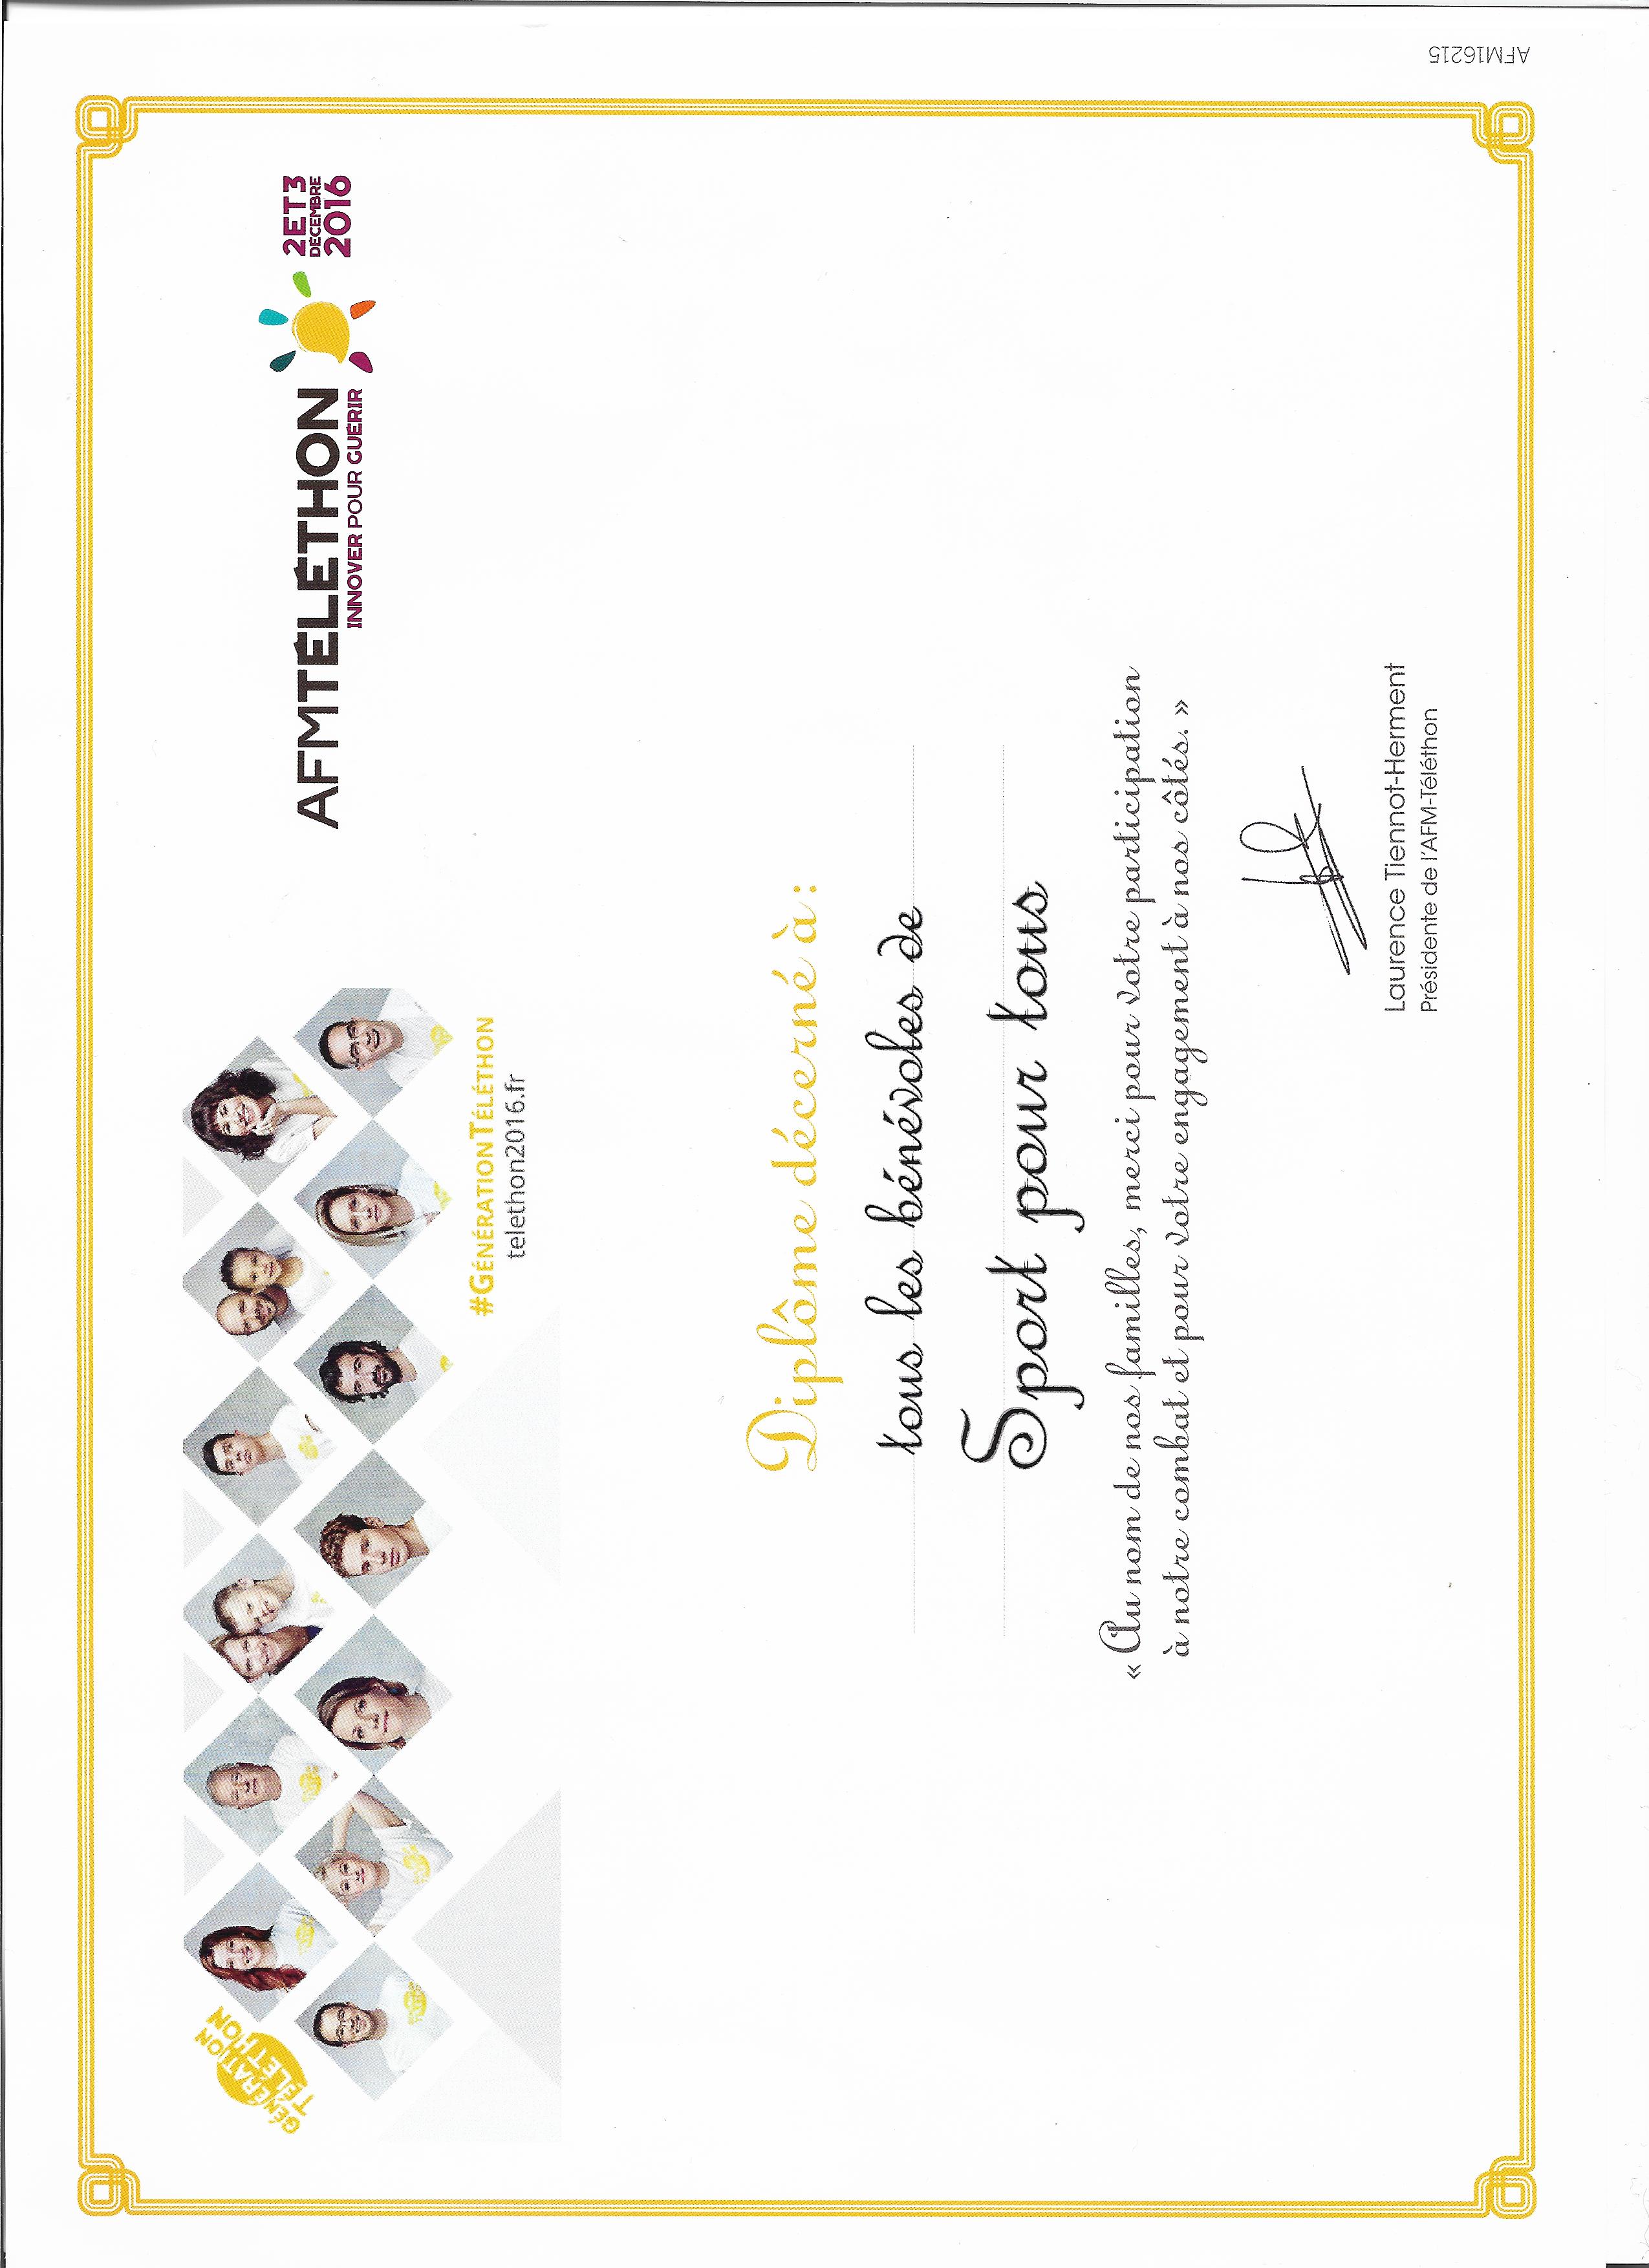 GÉNÉRATION
TÉLÉTHON
AFMTÉLÉTHON
INNOVER POUR GUÉRIR
2 ET 3
DÉCEMBRE
2016
#GÉNÉRATIONTÉLÉTHON
telethon2016.fr
Diplôme décerné à :
tous les bénévoles de
Sport pour tous
« Au nom de nos familles, merci pour votre participation
à notre combat et pour votre engagement à nos côtés. »
Laurence Tiennot-Herment
Présidente de l'AFM-Téléthon
AFM16215